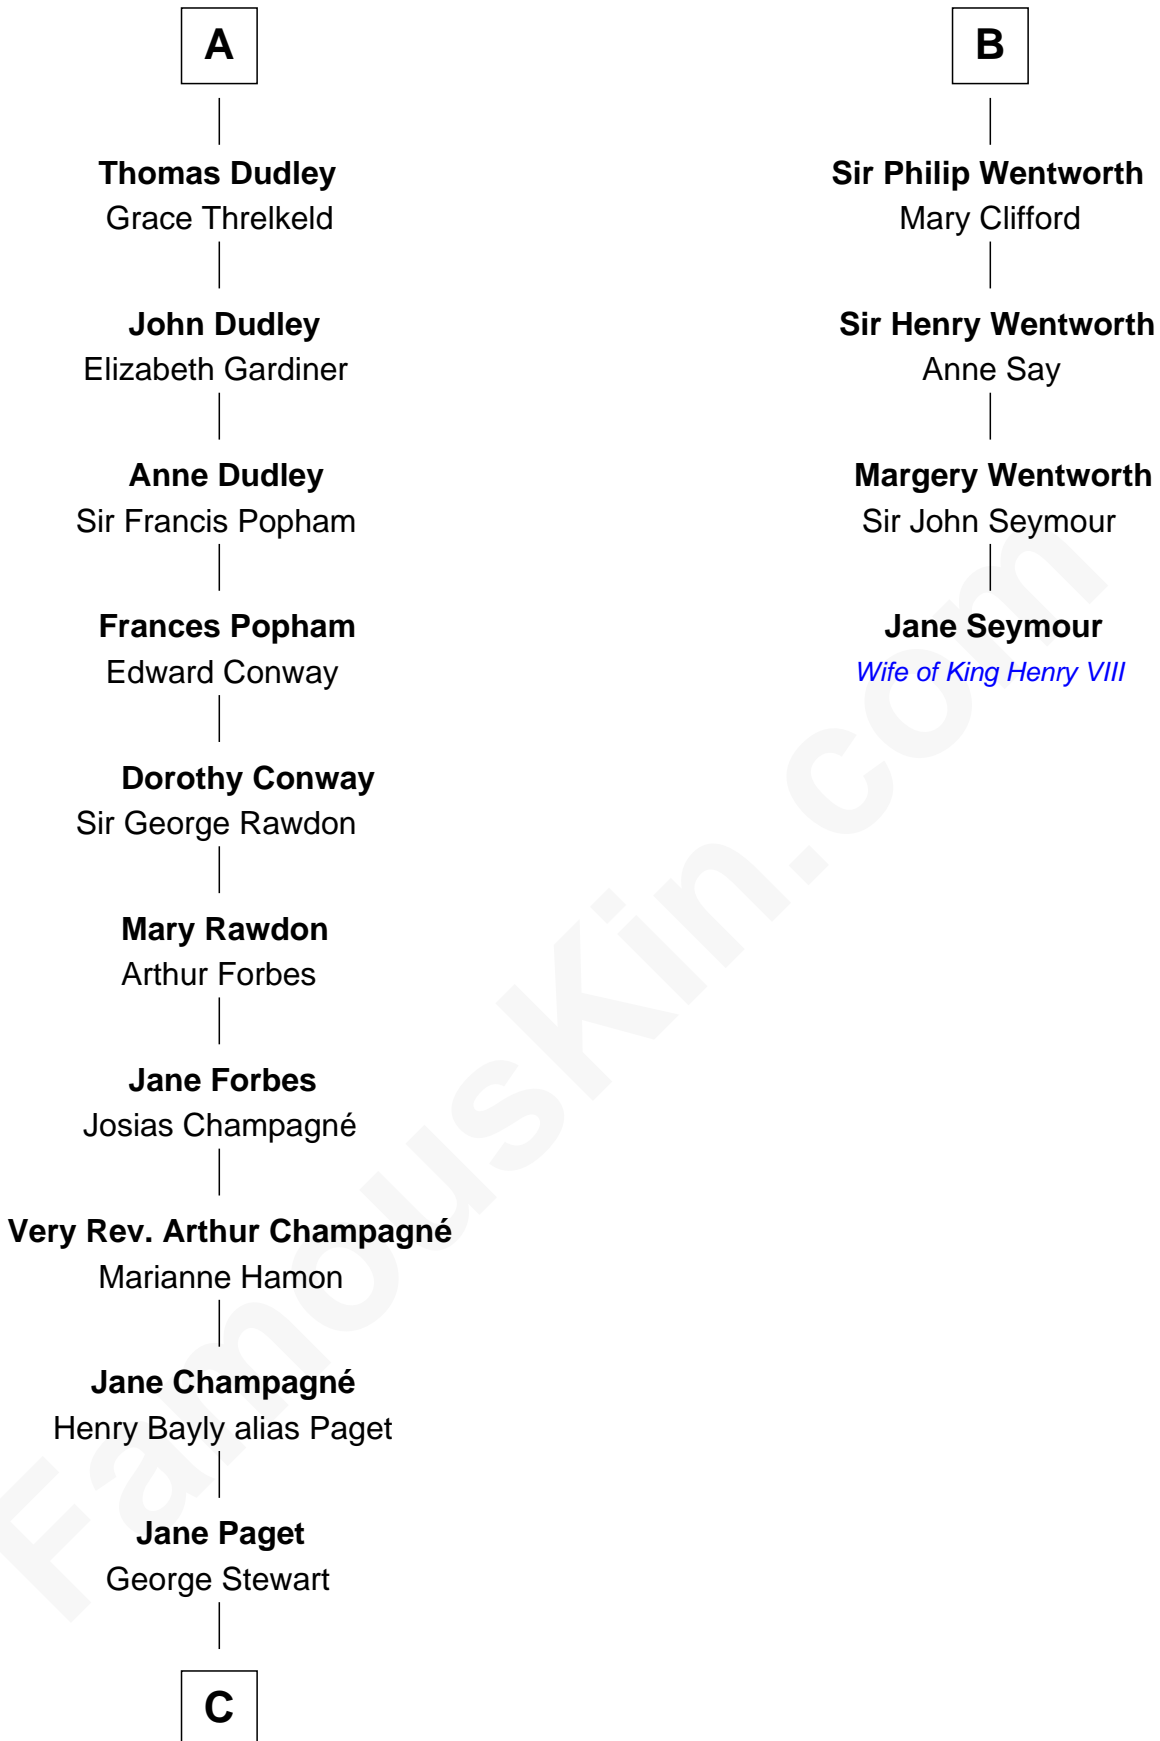 A
Thomas Dudley
Grace Threlkeld
John Dudley
Elizabeth Gardiner
Anne Dudley
Sir Francis Popham
Frances Popham
Edward Conway
Dorothy Conway
Sir George Rawdon
Mary Rawdon
Arthur Forbes
Jane Forbes
Josias Champagné
Very Rev. Arthur Champagné
Marianne Hamon
Jane Champagné
Henry Bayly alias Paget
Jane Paget
George Stewart
C
B
Sir Philip Wentworth
Mary Clifford
Sir Henry Wentworth
Anne Say
Margery Wentworth
Sir John Seymour
Jane Seymour
Wife of King Henry VIII
FamousKin.com